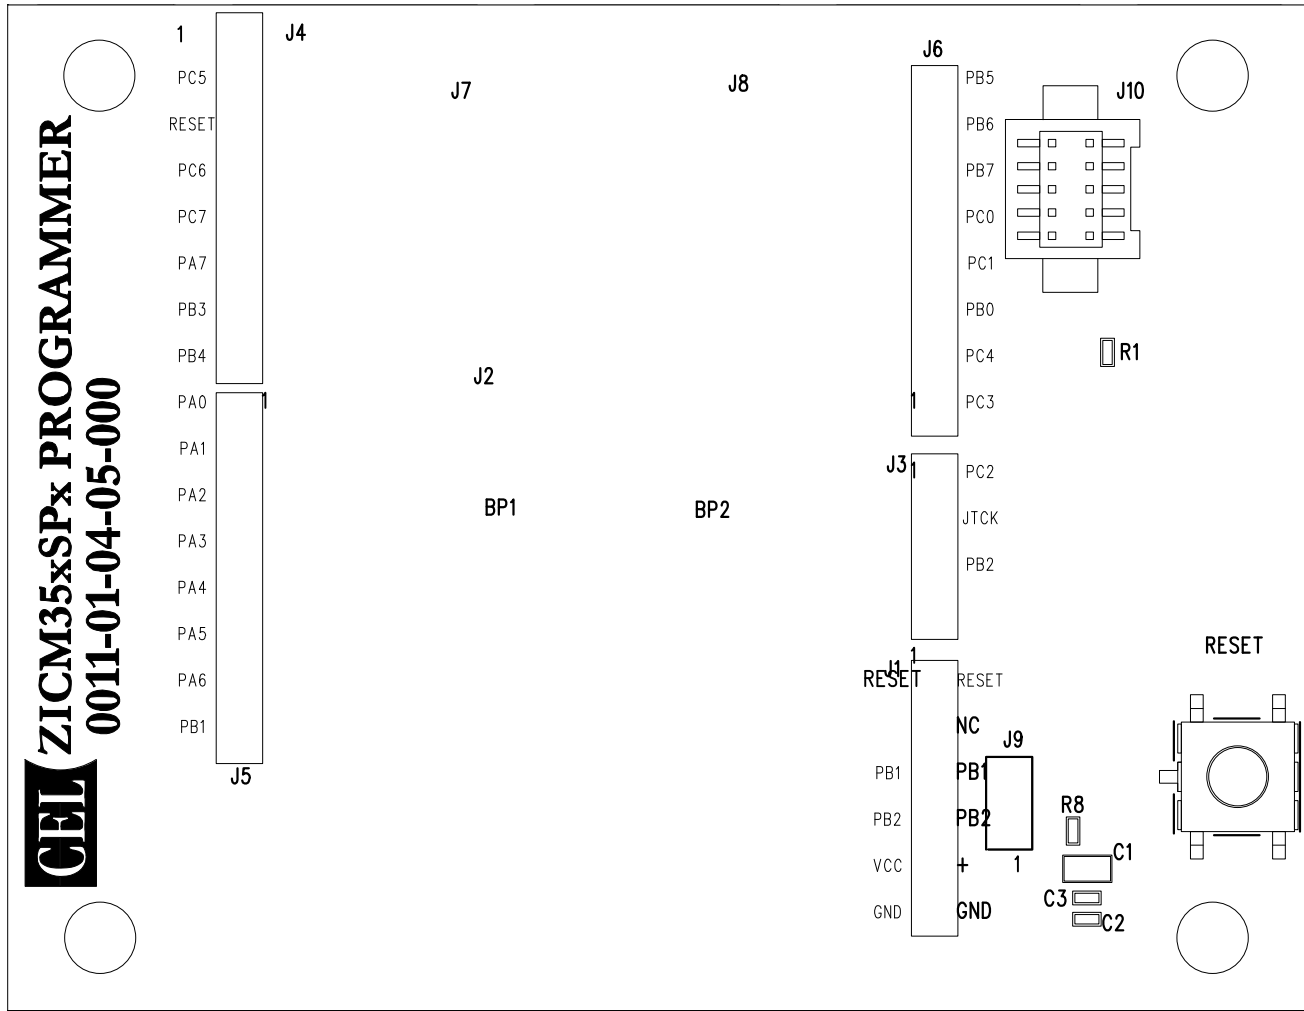 ZICM35xSPx PROGRAMMER
0011-01-04-05-000
CEL
1
J4
PC5
RESET
PC6
PC7
PA7
PB3
PB4
PA0
1
PA1
PA2
PA3
PA4
PA5
PA6
PB1
J5
J7
J8
J2
BP1
BP2
J6
PB5
PB6
PB7
PC0
PC1
PB0
PC4
1
PC3
J10
R1
J3
1
PC2
JTCK
PB2
1
J1
RESET
RESET
NC
PB1
PB1
PB2
PB2
VCC
+
GND
GND
J9
1
R8
C1
C3
C2
RESET